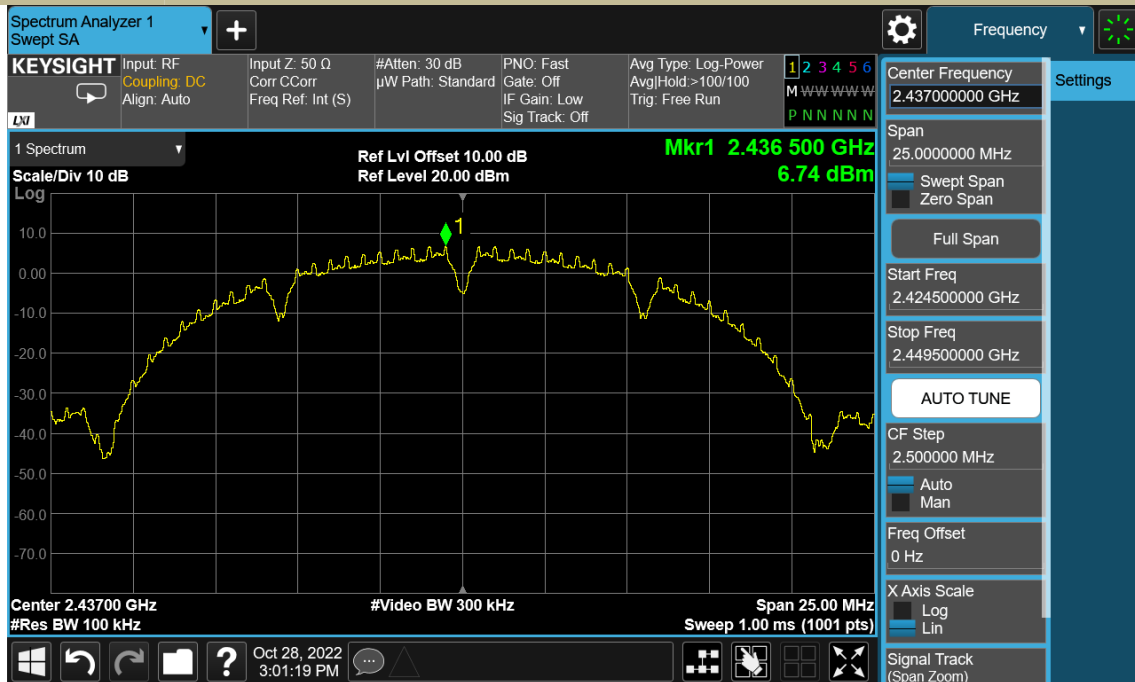 Spectrum Analyzer 1
Swept SA
Frequency
KEYSIGHT
LXI
Input: RF
Coupling: DC
Align: Auto
Input Z: 50 Ω
Corr CCorr
Freq Ref: Int (S)
#Atten: 30 dB
µW Path: Standard
PNO: Fast
Gate: Off
IF Gain: Low
Sig Track: Off
Avg Type: Log-Power
Avg|Hold:>100/100
Trig: Free Run
1 2 3 4 5 6
M W W W W W
P N N N N N
1 Spectrum
Scale/Div 10 dB
Ref Lvl Offset 10.00 dB
Ref Level 20.00 dBm
Mkr1 2.436 500 GHz
6.74 dBm
Log
10.0
0.00
-10.0
-20.0
-30.0
-40.0
-50.0
-60.0
-70.0
1
Center 2.43700 GHz
#Res BW 100 kHz
#Video BW 300 kHz
Span 25.00 MHz
Sweep 1.00 ms (1001 pts)
Oct 28, 2022
3:01:19 PM
Center Frequency
2.437000000 GHz
Span
25.0000000 MHz
Swept Span
Zero Span
Full Span
Start Freq
2.424500000 GHz
Stop Freq
2.449500000 GHz
AUTO TUNE
CF Step
2.500000 MHz
Auto
Man
Freq Offset
0 Hz
X Axis Scale
Log
Lin
Signal Track
(Span Zoom)
Settings